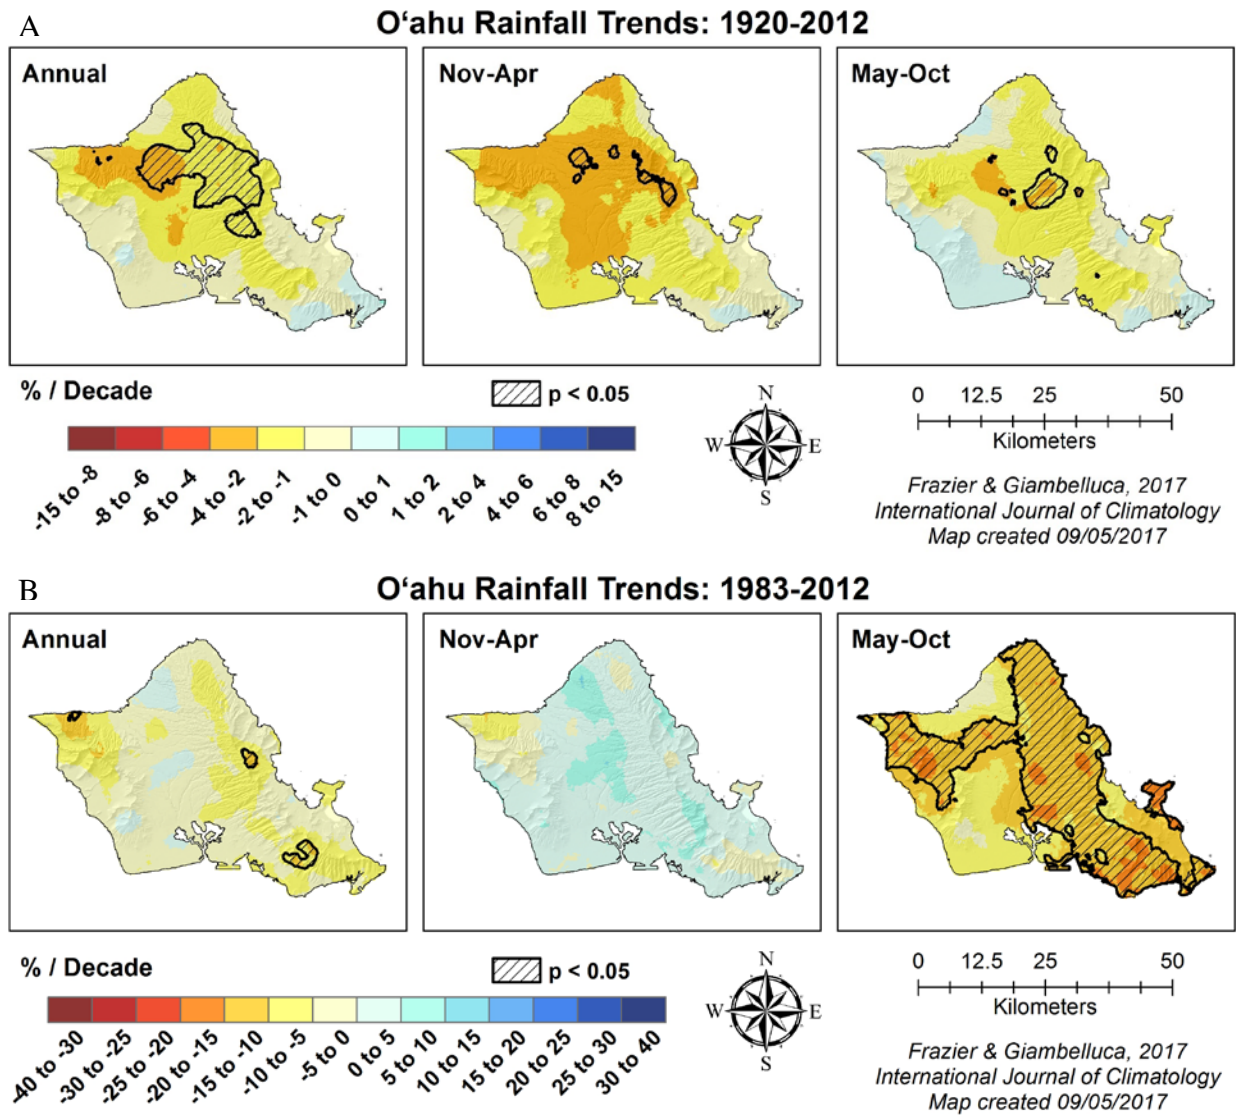 A
Oʻahu Rainfall Trends: 1920-2012
Annual
Nov-Apr
May-Oct
% / Decade
p < 0.05
-15 to -8
-8 to -6
-6 to -4
-4 to -2
-2 to -1
-1 to 0
0 to 1
1 to 2
2 to 4
4 to 6
6 to 8
8 to 15
N
W E
S
0 12.5 25 50
Kilometers
Frazier & Giambelluca, 2017
International Journal of Climatology
Map created 09/05/2017
B
Oʻahu Rainfall Trends: 1983-2012
Annual
Nov-Apr
May-Oct
% / Decade
p < 0.05
-40 to -30
-30 to -25
-25 to -20
-20 to -15
-15 to -10
-10 to -5
-5 to 0
0 to 5
5 to 10
10 to 15
15 to 20
20 to 25
25 to 30
30 to 40
N
W E
S
0 12.5 25 50
Kilometers
Frazier & Giambelluca, 2017
International Journal of Climatology
Map created 09/05/2017